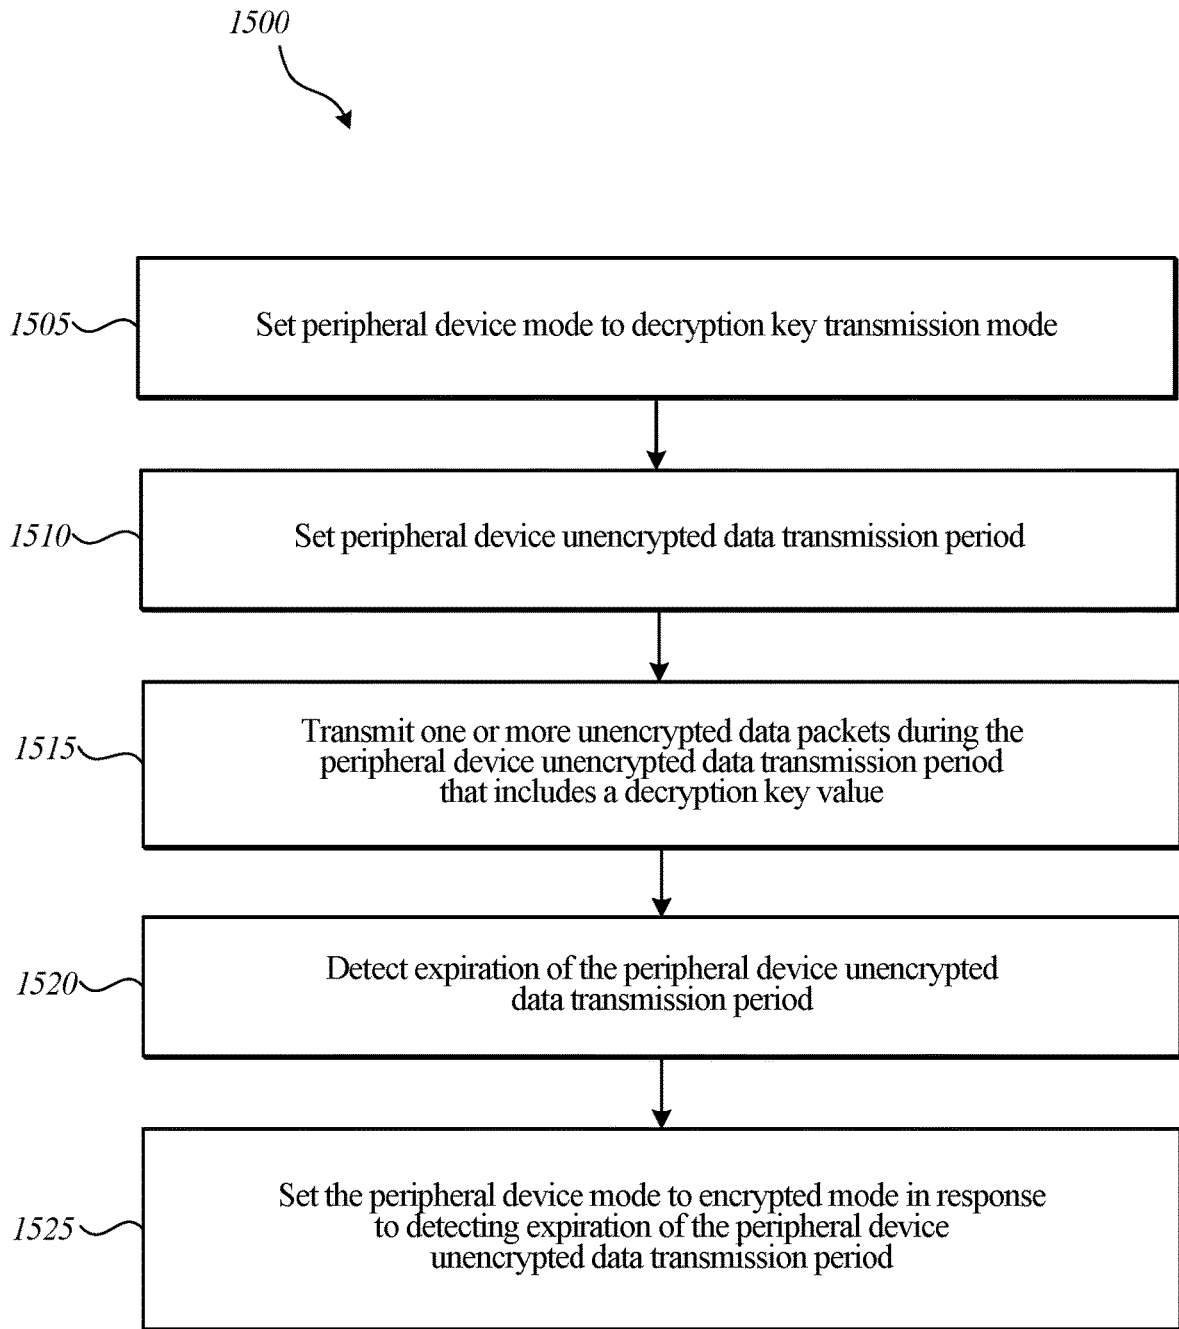 1500
1505
Set peripheral device mode to decryption key transmission mode
1510
Set peripheral device unencrypted data transmission period
1515
Transmit one or more unencrypted data packets during the
peripheral device unencrypted data transmission period
that includes a decryption key value
1520
Detect expiration of the peripheral device unencrypted
data transmission period
1525
Set the peripheral device mode to encrypted mode in response
to detecting expiration of the peripheral device
unencrypted data transmission period